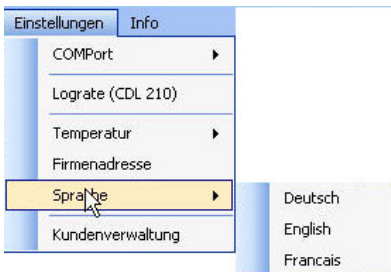 Einstellungen Info
COMPort
Lograte (CDL 210)
Temperatur
Firmenadresse
Sprache
Deutsch
English
Kundenverwaltung
Francais